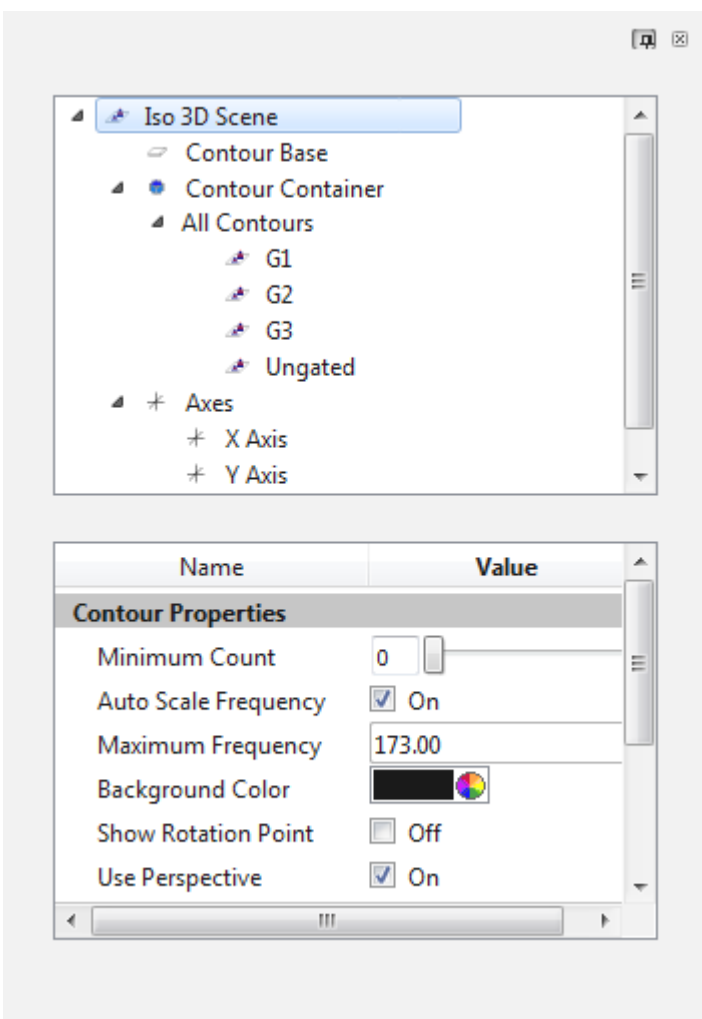 Iso 3D Scene
Contour Base
Contour Container
All Contours
G1
G2
G3
Ungated
Axes
X Axis
Y Axis
Name Value
Contour Properties
Minimum Count 0
Auto Scale Frequency On
Maximum Frequency 173.00
Background Color
Show Rotation Point Off
Use Perspective On